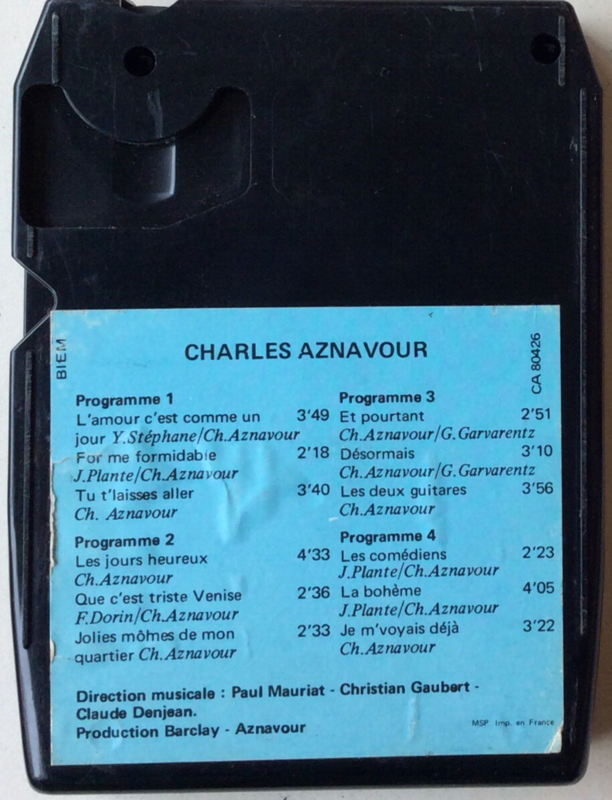 BIEM
CHARLES AZNAVOUR
CA 80426
Programme 1
L'amour c'est comme un 3'49
jour Y.Stéphane/Ch.Aznavour
For me formidable 2'18
J.Plante/Ch.Aznavour
Tu t'laisses aller 3'40
Ch. Aznavour
Programme 2
Les jours heureux 4'33
Ch.Aznavour
Que c'est triste Venise 2'36
F.Dorin/Ch.Aznavour
Jolies mômes de mon 2'33
quartier Ch.Aznavour
Programme 3
Et pourtant 2'51
Ch.Aznavour/G.Garvarentz
Désormais 3'10
Ch.Aznavour/G.Garvarentz
Les deux guitares 3'56
Ch.Aznavour
Programme 4
Les comédiens 2'23
J.Plante/Ch.Aznavour
La bohème 4'05
J.Plante/Ch.Aznavour
Je m'voyais déjà 3'22
Ch.Aznavour
Direction musicale : Paul Mauriat - Christian Gaubert -
Claude Denjean.
Production Barclay - Aznavour
MSP Imp. en France